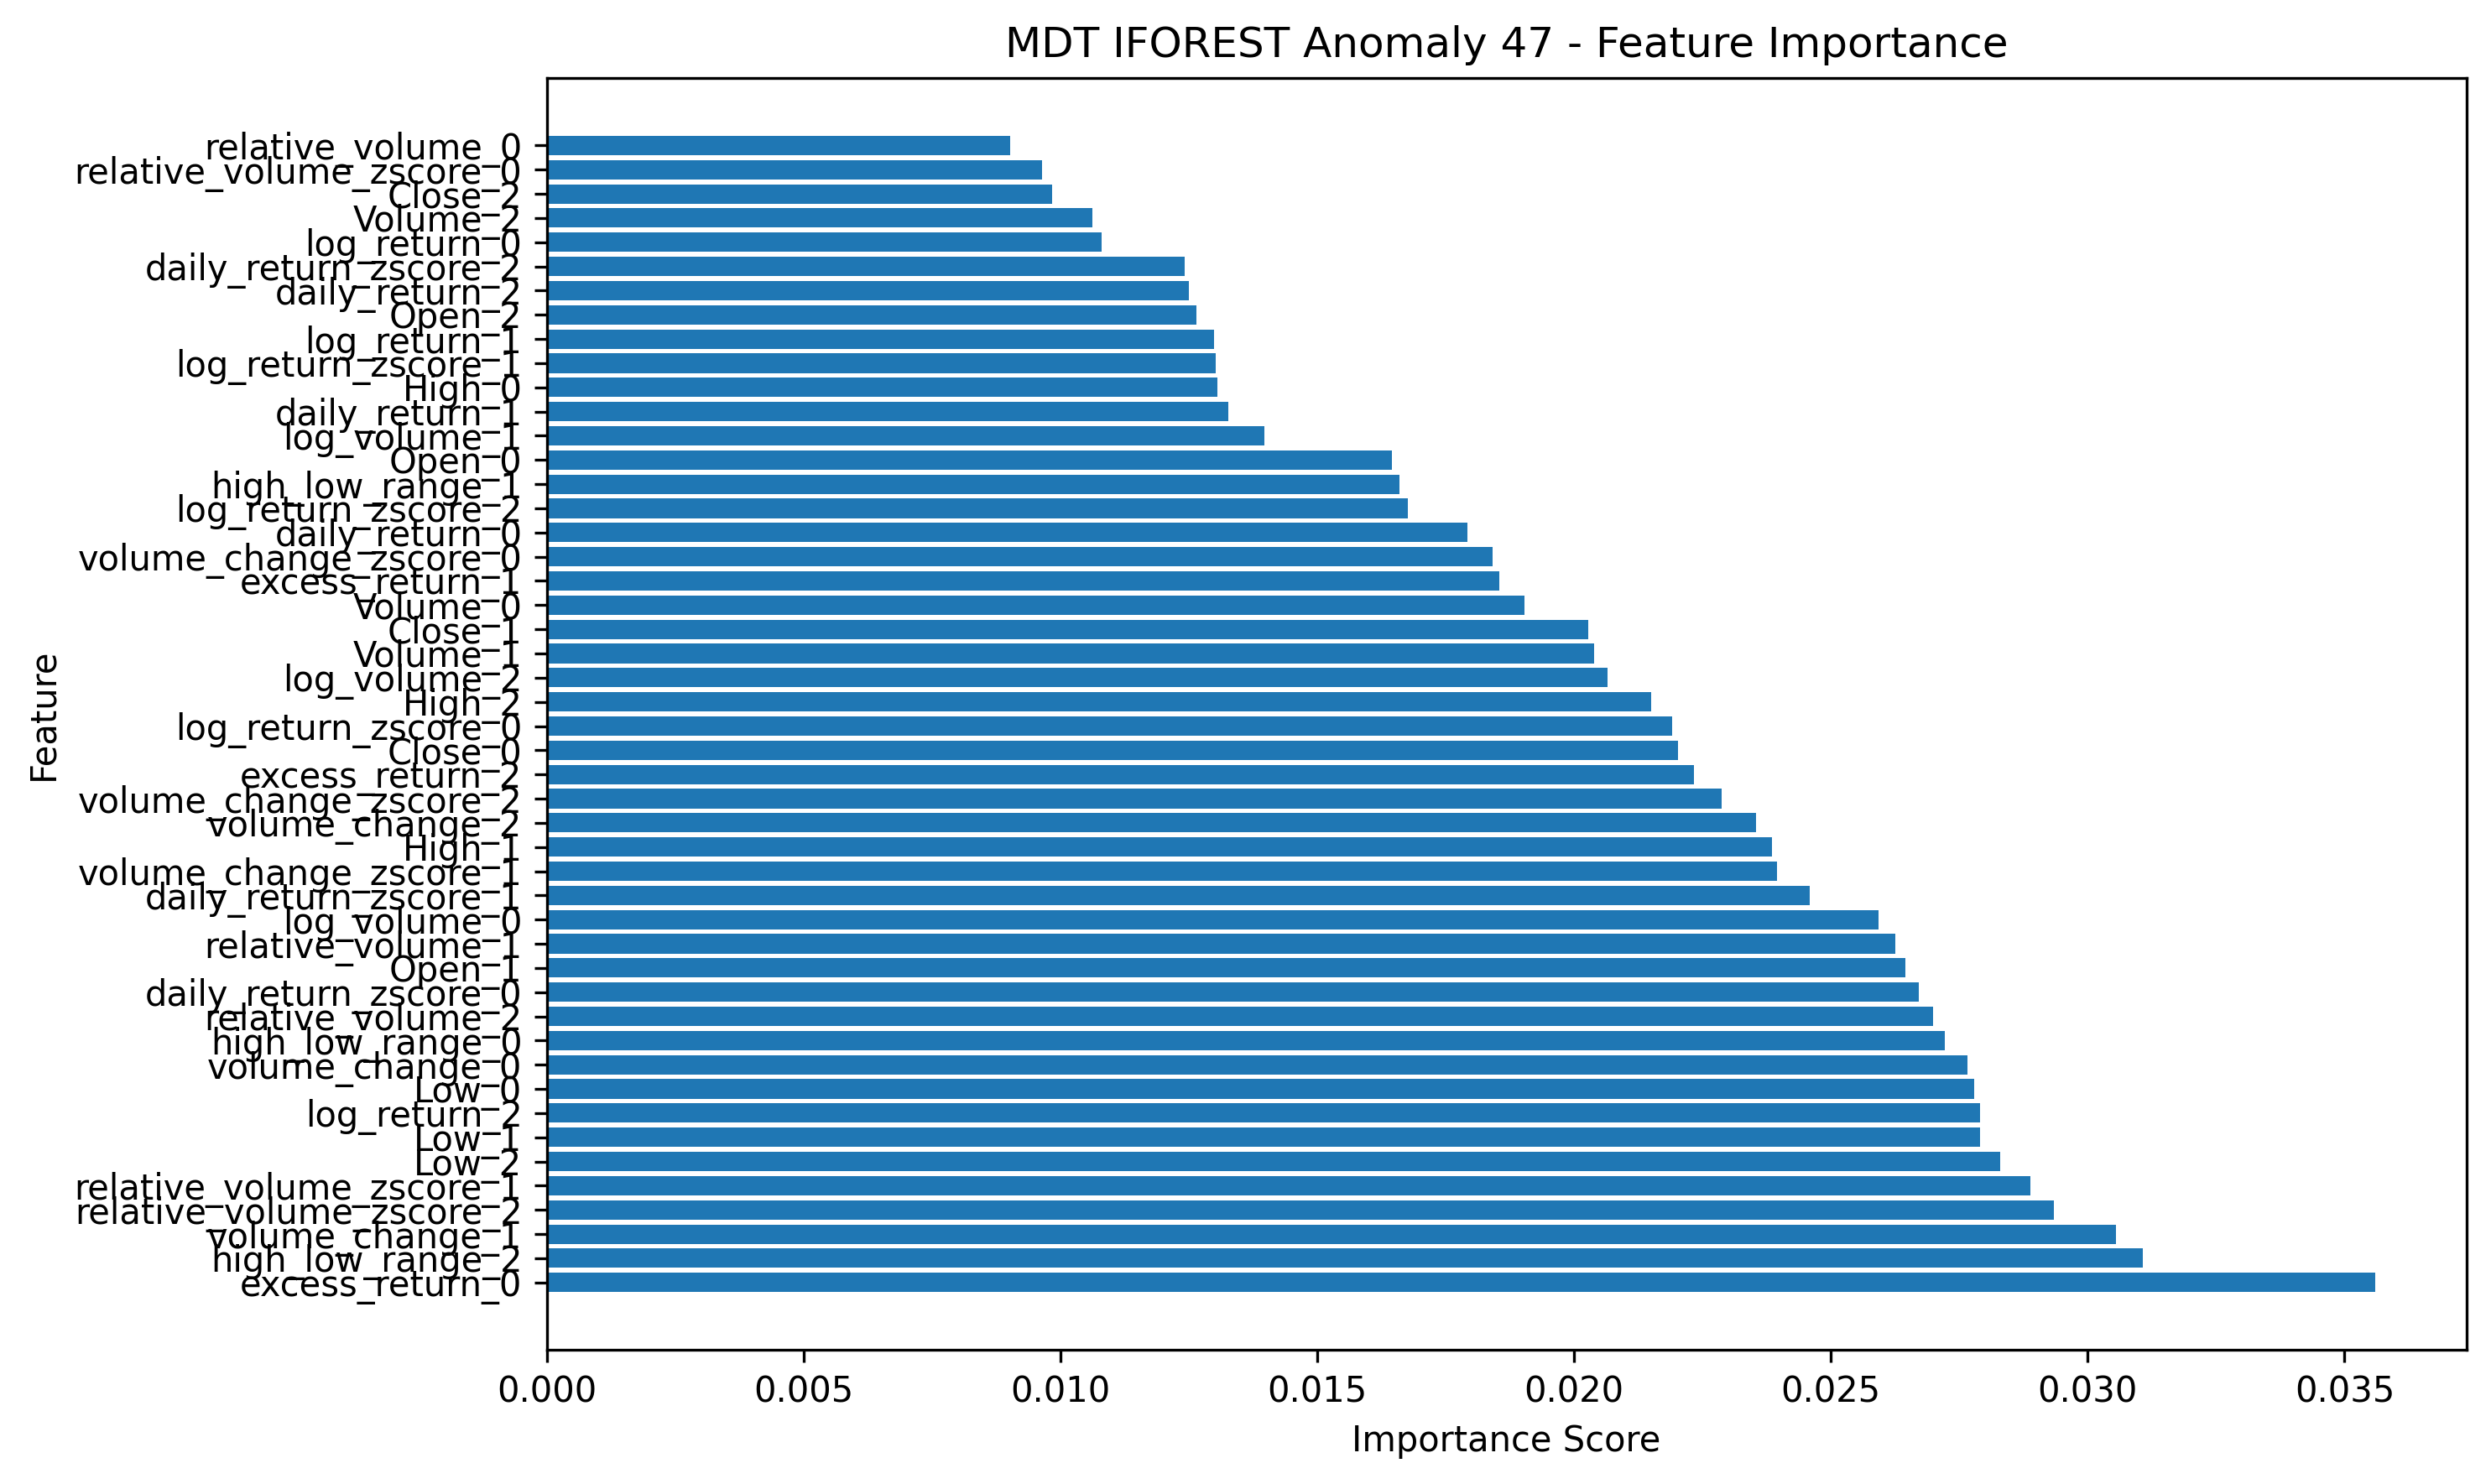 MDT IFOREST Anomaly 47 - Feature Importance
relative_volume_0
relative_volume_zscore_0
Close_2
Volume_2
log_return_0
daily_return_zscore_2
daily_return_2
Open_2
log_return_1
log_return_zscore_1
High_0
daily_return_1
log_volume_1
Open_0
high_low_range_1
log_return_zscore_2
daily_return_0
volume_change_zscore_0
excess_return_1
Volume_0
Close_1
Volume_1
log_volume_2
High_2
log_return_zscore_0
Close_0
excess_return_2
volume_change_zscore_2
volume_change_2
High_1
volume_change_zscore_1
daily_return_zscore_1
log_volume_0
relative_volume_1
Open_1
daily_return_zscore_0
relative_volume_2
high_low_range_0
volume_change_0
Low_0
log_return_2
Low_1
Low_2
relative_volume_zscore_1
relative_volume_zscore_2
volume_change_1
high_low_range_2
excess_return_0
Feature
0.000 0.005 0.010 0.015 0.020 0.025 0.030 0.035
Importance Score